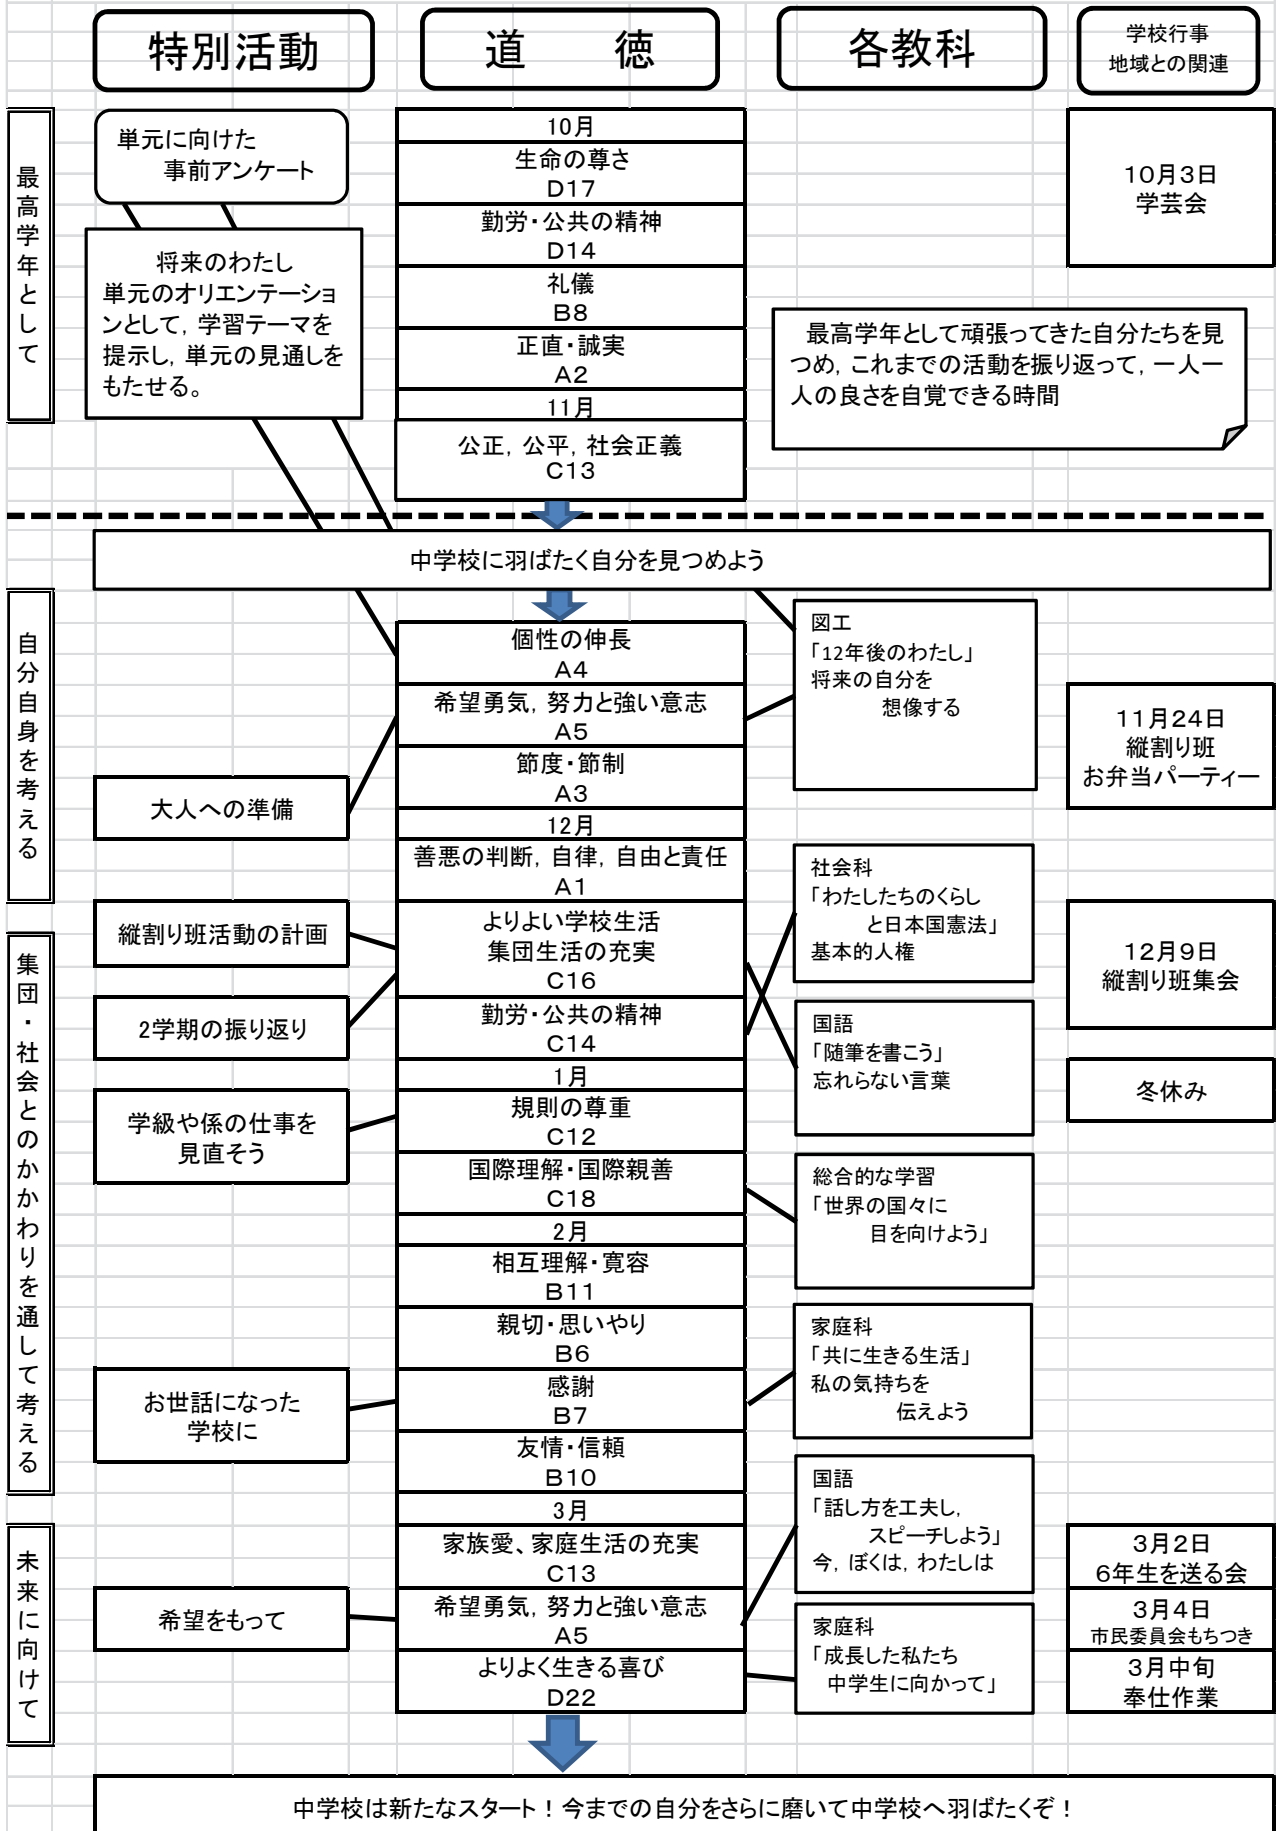 特別活動
道　徳
各教科
学校行事
地域との関連
最高学年として
単元に向けた
事前アンケート
将来のわたし
単元のオリエンテーショ
ンとして，学習テーマを
提示し，単元の見通しを
もたせる。
10月
生命の尊さ
D17
勤労・公共の精神
D14
礼儀
B8
正直・誠実
A2
11月
公正，公平，社会正義
C13
最高学年として頑張ってきた自分たちを見
つめ，これまでの活動を振り返って，一人一
人の良さを自覚できる時間
10月3日
学芸会
中学校に羽ばたく自分を見つめよう
自分自身を考える
大人への準備
個性の伸長
A4
希望勇気，努力と強い意志
A5
節度・節制
A3
12月
善悪の判断，自律，自由と責任
A1
図工
「12年後のわたし」
将来の自分を
想像する
11月24日
縦割り班
お弁当パーティー
集団・社会とのかかわりを通して考える
縦割り班活動の計画
2学期の振り返り
学級や係の仕事を
見直そう
お世話になった
学校に
よりよい学校生活
集団生活の充実
C16
勤労・公共の精神
C14
1月
規則の尊重
C12
国際理解・国際親善
C18
2月
相互理解・寛容
B11
親切・思いやり
B6
感謝
B7
友情・信頼
B10
社会科
「わたしたちのくらし
と日本国憲法」
基本的人権
国語
「随筆を書こう」
忘れらない言葉
総合的な学習
「世界の国々に
目を向けよう」
家庭科
「共に生きる生活」
私の気持ちを
伝えよう
12月9日
縦割り班集会
冬休み
未来に向けて
希望をもって
3月
家族愛、家庭生活の充実
C13
希望勇気，努力と強い意志
A5
よりよく生きる喜び
D22
国語
「話し方を工夫し，
スピーチしよう」
今，ぼくは，わたしは
家庭科
「成長した私たち
中学生に向かって」
3月2日
6年生を送る会
3月4日
市民委員会もちつき
3月中旬
奉仕作業
中学校は新たなスタート！今までの自分をさらに磨いて中学校へ羽ばたくぞ！